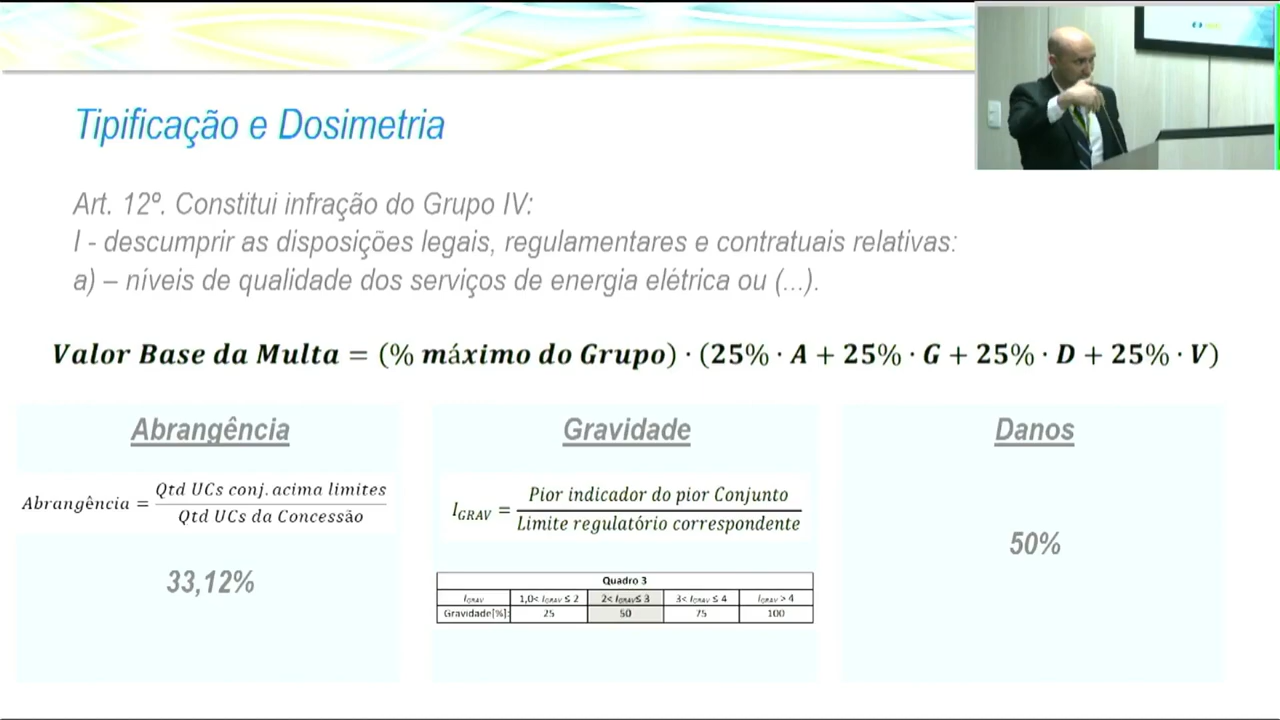 Tipificação e Dosimetria
Art. 12º. Constitui infração do Grupo IV:
I - descumprir as disposições legais, regulamentares e contratuais relativas:
a) – níveis de qualidade dos serviços de energia elétrica ou (...).
Valor Base da Multa = (% máximo do Grupo) · (25% · A + 25% · G + 25% · D + 25% · V)
Abrangência
Abrangência = Qtd UCs conj. acima limites
Qtd UCs da Concessão
33,12%
Gravidade
I_GRAV = Pior indicador do pior Conjunto
Limite regulatório correspondente
Quadro 3
I_GRAV 1,0< I_GRAV ≤ 2 2< I_GRAV ≤ 3 3< I_GRAV ≤ 4 I_GRAV > 4
Gravidade[%]: 25 50 75 100
Danos
50%